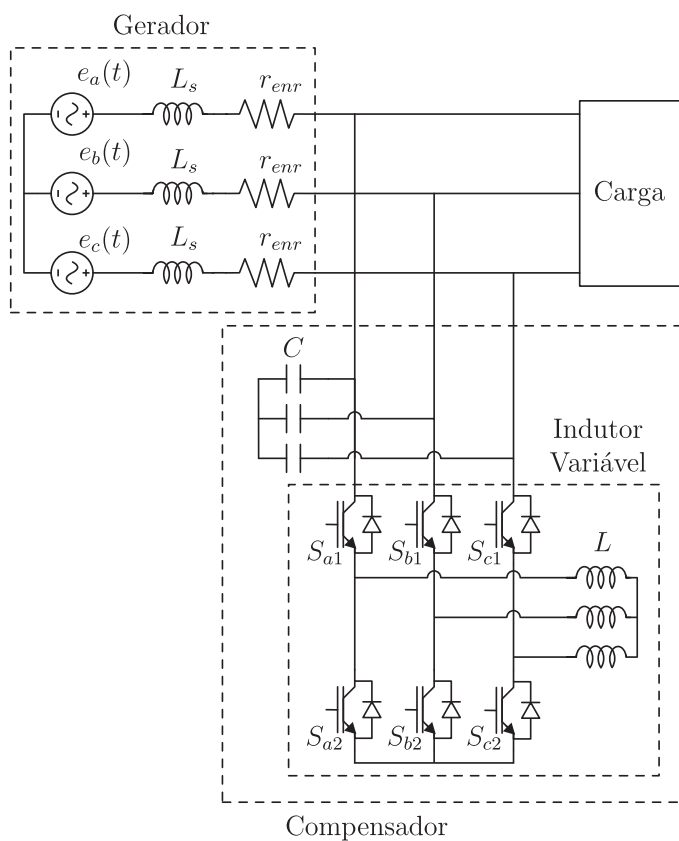 Gerador
e_a(t) L_s r_enr
e_b(t) L_s r_enr
e_c(t) L_s r_enr
Carga
C
Indutor
Variável
S_a1 S_b1 S_c1
L
S_a2 S_b2 S_c2
Compensador